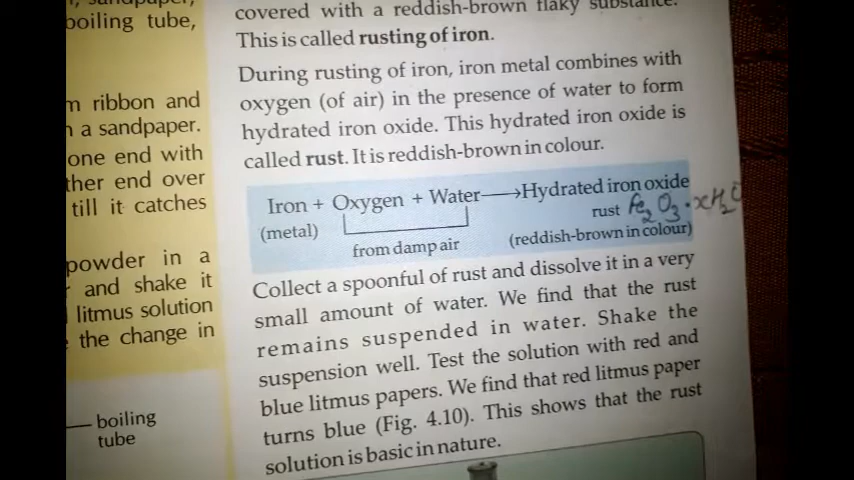 boiling tube,
m ribbon and
a sandpaper.
one end with
ther end over
till it catches
powder in a
and shake it
litmus solution
the change in
boiling
tube
covered with a reddish-brown flaky substance.
This is called rusting of iron.
During rusting of iron, iron metal combines with
oxygen (of air) in the presence of water to form
hydrated iron oxide. This hydrated iron oxide is
called rust. It is reddish-brown in colour.
Iron + Oxygen + Water ⟶ Hydrated iron oxide
(metal) rust Fe₂O₃·xH₂O
from damp air (reddish-brown in colour)
Collect a spoonful of rust and dissolve it in a very
small amount of water. We find that the rust
remains suspended in water. Shake the
suspension well. Test the solution with red and
blue litmus papers. We find that red litmus paper
turns blue (Fig. 4.10). This shows that the rust
solution is basic in nature.